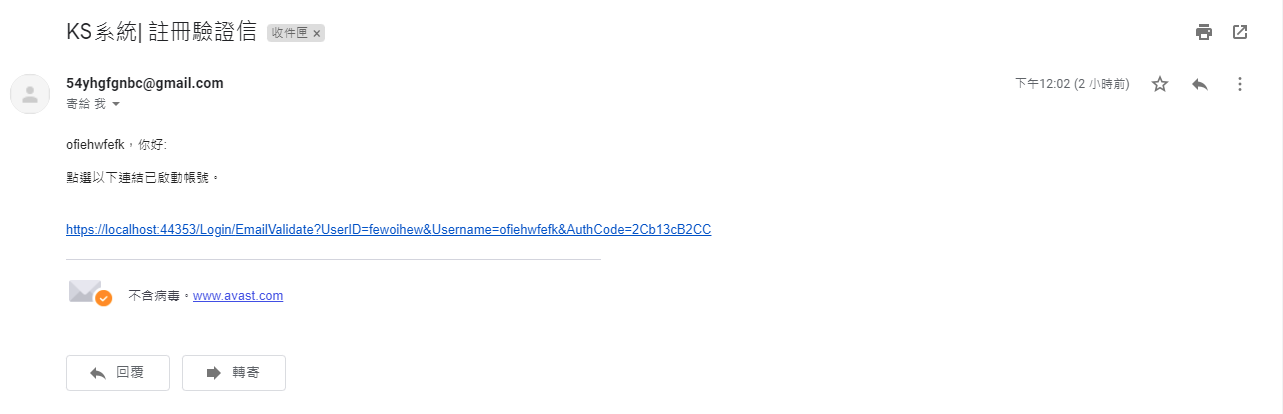 KS系統| 註冊驗證信 收件匣 ×
54yhgfgnbc@gmail.com
下午12:02 (2 小時前)
寄給 我
ofiehwfefk，你好:
點選以下連結已啟動帳號。
https://localhost:44353/Login/EmailValidate?UserID=fewoihew&Username=ofiehwfefk&AuthCode=2Cb13cB2CC
不含病毒。www.avast.com
回覆
轉寄